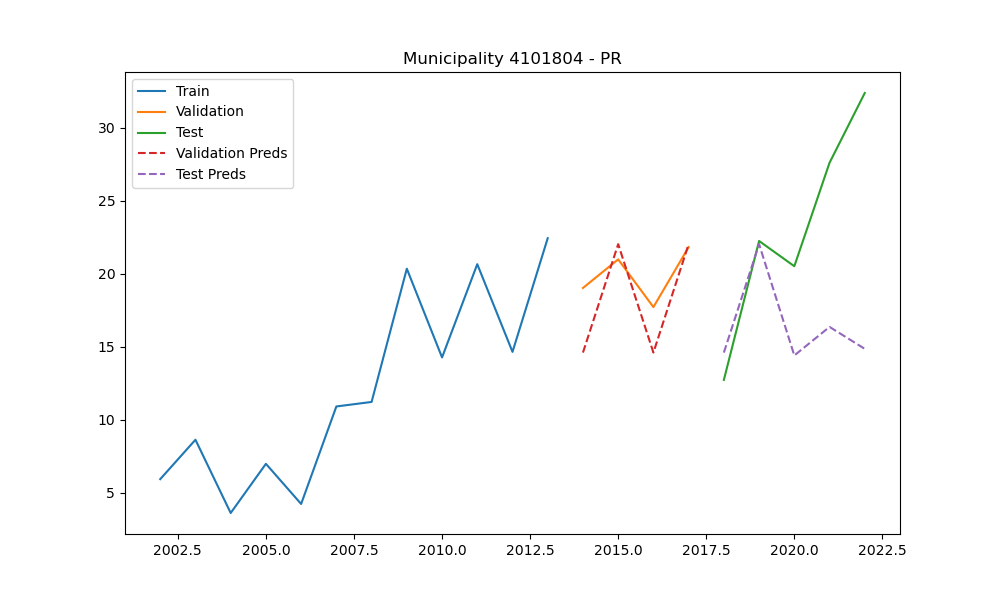 Municipality 4101804 - PR
Train
Validation
Test
Validation Preds
Test Preds
30
25
20
15
10
5
2002.5 2005.0 2007.5 2010.0 2012.5 2015.0 2017.5 2020.0 2022.5